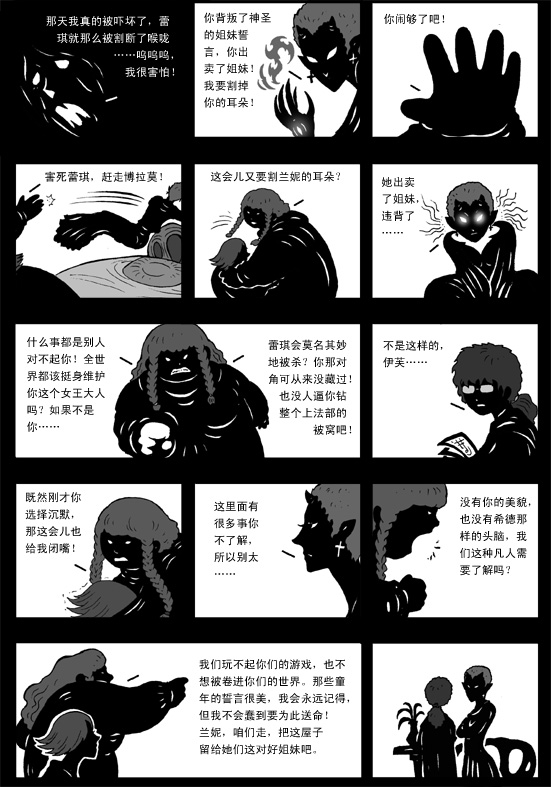 那天我真的被吓坏了，蕾
琪就那么被割断了喉咙
……呜呜呜，
我很害怕！
你背叛了神圣
的姐妹誓
言，你出
卖了姐妹！
我要割掉
你的耳朵！
你闹够了吧！
害死蕾琪，赶走博拉莫！
这会儿又要割兰妮的耳朵？
她出卖
了姐妹，
违背了
……
什么事都是别人
对不起你！全世
界都该挺身维护
你这个女王大人
吗？如果不是
你……
蕾琪会莫名其妙
地被杀？你那对
角可从来没藏过！
也没人逼你钻
整个上法部的
被窝吧！
不是这样的，
伊芙……
既然刚才你
选择沉默，
那这会儿也
给我闭嘴！
这里面有
很多事你
不了解，
所以别太
……
没有你的美貌，
也没有希德那
样的头脑，我
们这种凡人需
要了解吗？
我们玩不起你们的游戏，也不
想被卷进你们的世界。那些童
年的誓言很美，我会永远记得，
但我不会蠢到要为此送命！
兰妮，咱们走，把这屋子
留给她们这对好姐妹吧。